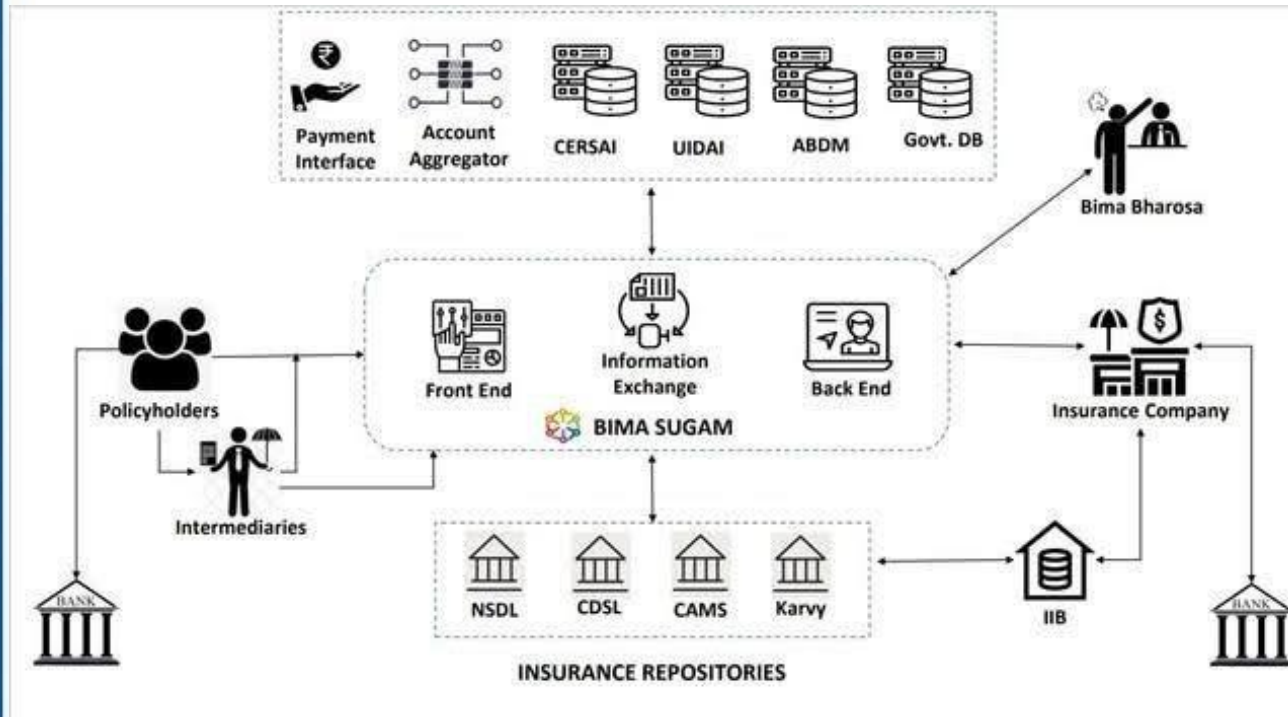 ₹
Payment
Interface
Account
Aggregator
CERSAI
UIDAI
ABDM
Govt. DB
Bima Bharosa
Policyholders
Intermediaries
Front End
Information
Exchange
Back End
BIMA SUGAM
$
Insurance Company
BANK
NSDL
CDSL
CAMS
Karvy
IIB
BANK
INSURANCE REPOSITORIES